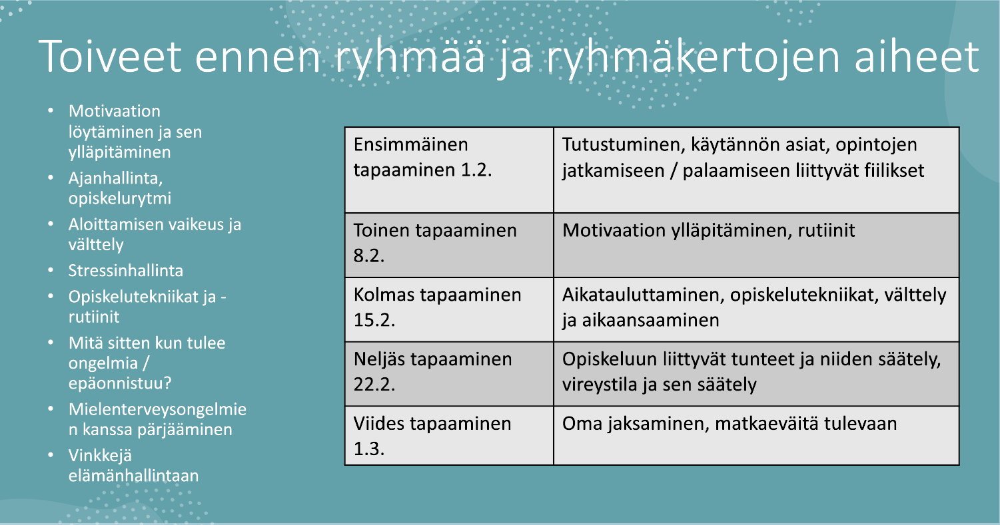 Toiveet ennen ryhmää ja ryhmäkertojen aiheet
• Motivaation
löytäminen ja sen
ylläpitäminen
• Ajanhallinta,
opiskelurytmi
• Aloittamisen vaikeus ja
välttely
• Stressinhallinta
• Opiskelutekniikat ja -
rutiinit
• Mitä sitten kun tulee
ongelmia /
epäonnistuu?
• Mielenterveysongelmie
n kanssa pärjääminen
• Vinkkejä
elämänhallintaan
Ensimmäinen
tapaaminen 1.2.
Tutustuminen, käytännön asiat, opintojen
jatkamiseen / palaamiseen liittyvät fiilikset
Toinen tapaaminen
8.2.
Motivaation ylläpitäminen, rutiinit
Kolmas tapaaminen
15.2.
Aikatauluttaminen, opiskelutekniikat, välttely
ja aikaansaaminen
Neljäs tapaaminen
22.2.
Opiskeluun liittyvät tunteet ja niiden säätely,
vireystila ja sen säätely
Viides tapaaminen
1.3.
Oma jaksaminen, matkaeväitä tulevaan